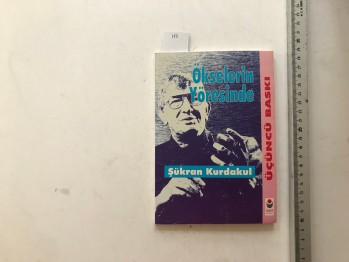 Ökselerin
Yöresinde
Şükran Kurdakul
ÜÇÜNCÜ BASKI